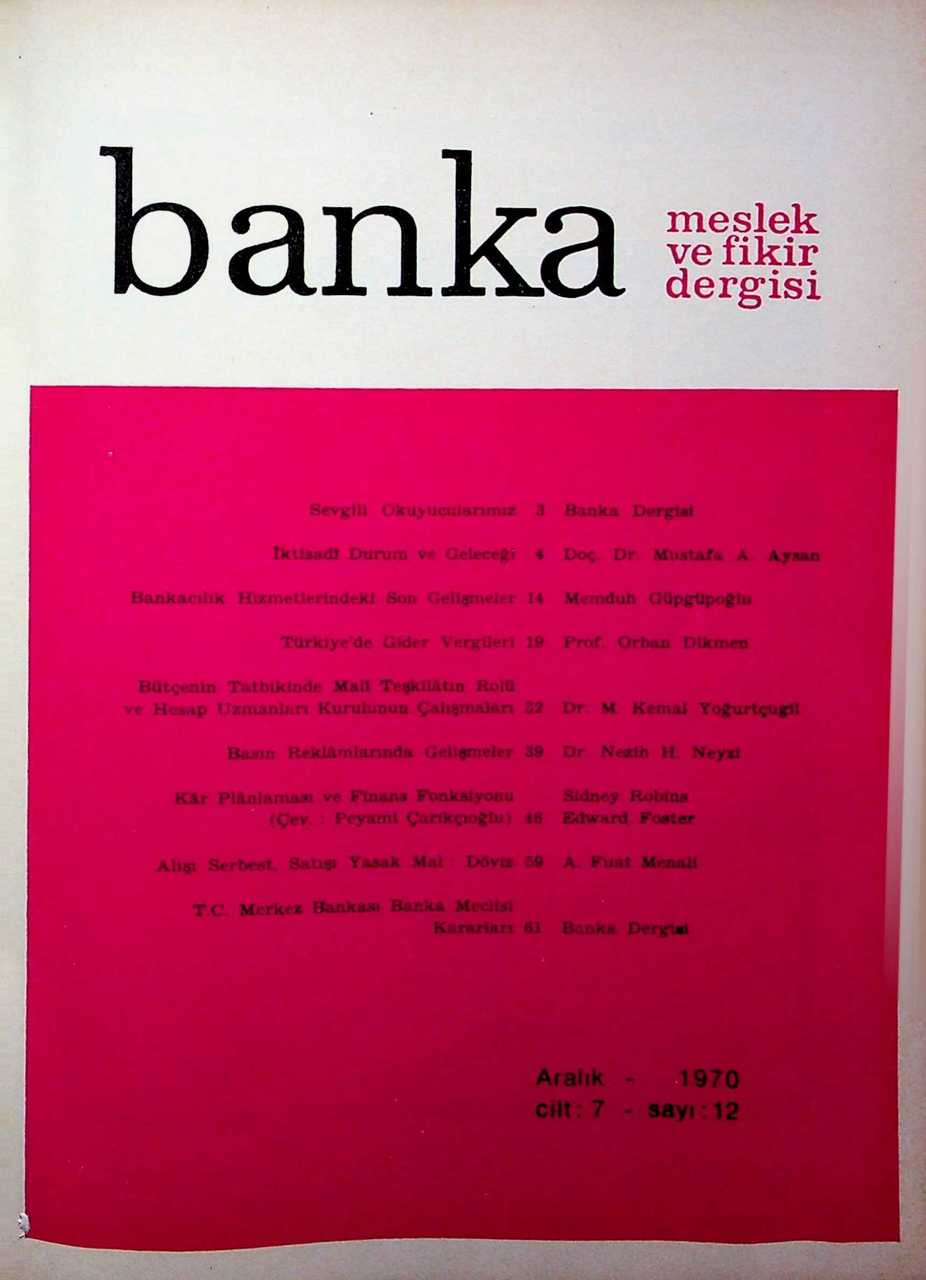 banka
meslek
ve fikir
dergisi
Sevgili Okuyucularımız 3 Banka Dergisi
İktisadî Durum ve Geleceği 4 Doç. Dr. Mustafa A. Aysan
Bankacılık Hizmetlerindeki Son Gelişmeler 14 Memduh Güpgüpoğlu
Türkiye'de Gider Vergileri 19 Prof. Orhan Dikmen
Bütçenin Tatbikinde Malî Teşkilâtın Rolü
ve Hesap Uzmanları Kurulunun Çalışmaları 22 Dr. M. Kemal Yoğurtçugil
Basın Reklâmlarında Gelişmeler 39 Dr. Nezih H. Neyzi
Kâr Plânlaması ve Finans Fonksiyonu Sidney Robins
(Çev. : Peyami Çarıkçıoğlu) 46 Edward Foster
Alışı Serbest, Satışı Yasak Mal : Döviz 59 A. Fuat Menali
T.C. Merkez Bankası Banka Meclisi
Kararları 61 Banka Dergisi
Aralık - 1970
cilt : 7 - sayı : 12